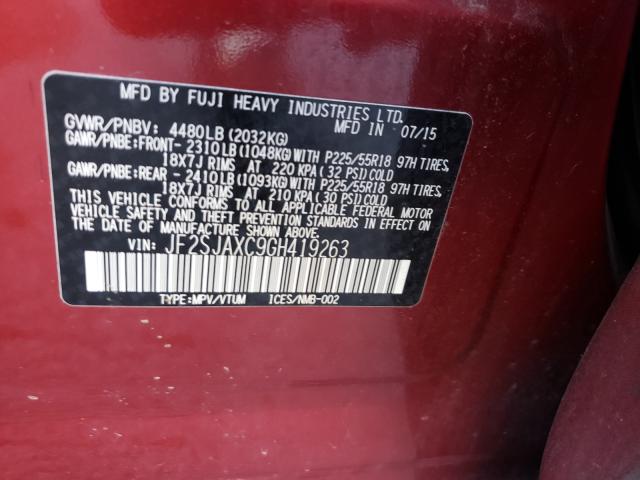 MFD BY FUJI HEAVY INDUSTRIES LTD.
GVWR/PNBV: 4480LB (2032KG) MFD IN 07/15
GAWR/PNBE:FRONT- 2310LB(1048KG)WITH P225/55R18 97H TIRES,
18X7J RIMS AT 220 KPA( 32 PSI) COLD
GAWR/PNBE:REAR - 2410LB(1093KG)WITH P225/55R18 97H TIRES,
18X7J RIMS AT 210 KPA( 30 PSI) COLD
THIS VEHICLE CONFORMS TO ALL APPLICABLE FEDERAL MOTOR
VEHICLE SAFETY AND THEFT PREVENTION STANDARDS IN EFFECT
ON THE DATE OF MANUFACTURE SHOWN ABOVE.
VIN: JF2SJAXC9GH419263
TYPE:MPV/VTUM ICES/NMB-002